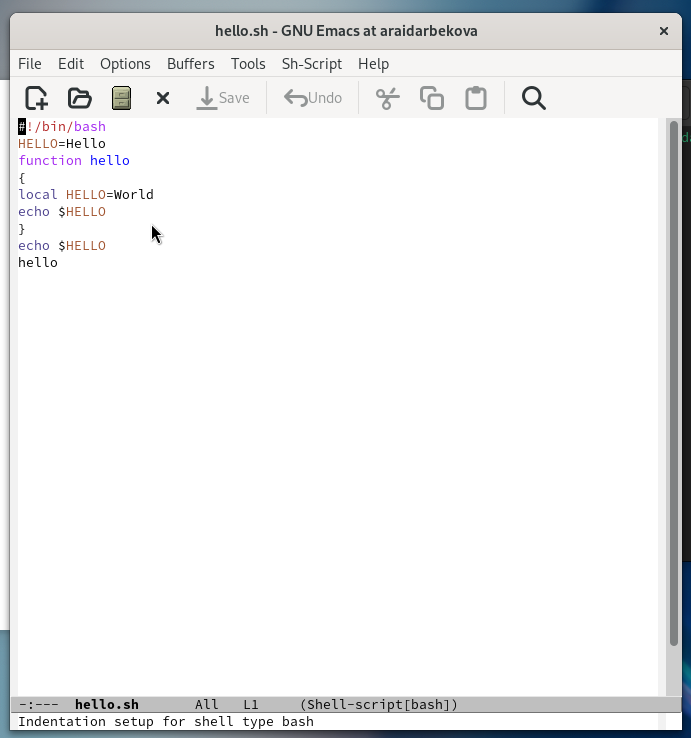 hello.sh - GNU Emacs at araidarbekova
File Edit Options Buffers Tools Sh-Script Help
Save Undo
#!/bin/bash
HELLO=Hello
function hello
{
local HELLO=World
echo $HELLO
}
echo $HELLO
hello
-:--- hello.sh All L1 (Shell-script[bash])
Indentation setup for shell type bash